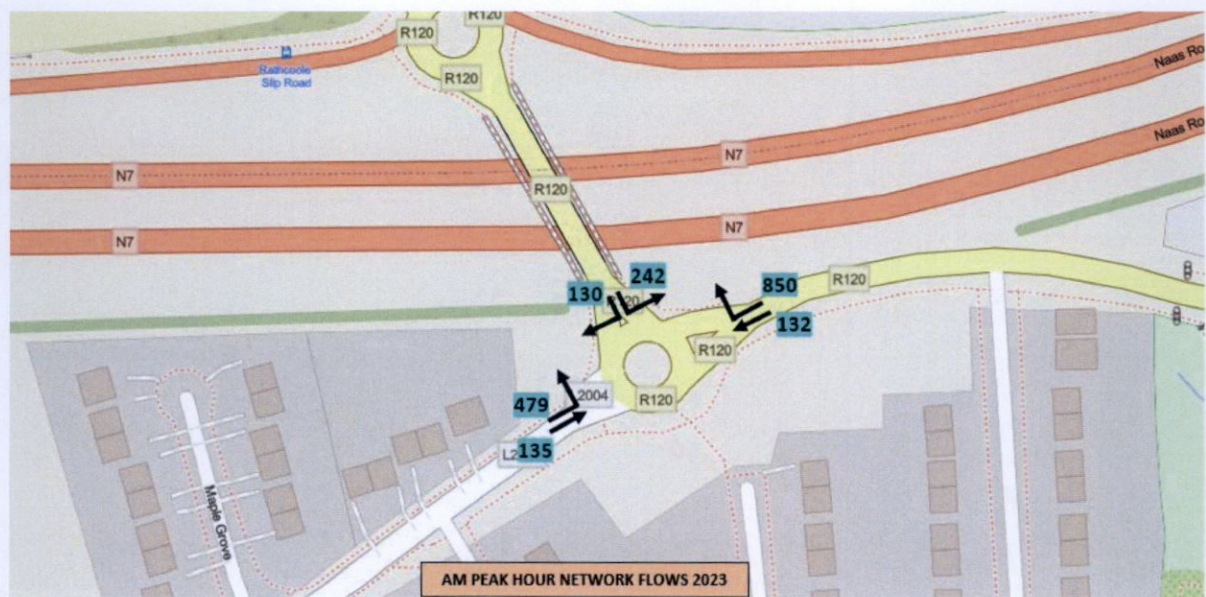 R120
R120
R120
Rathcoole
Slip Road
Naas Ro
N7
Naas Ro
N7
R120
N7
N7
242
130
850
R120
132
R120
479
2004
R120
135
Maple Grove
AM PEAK HOUR NETWORK FLOWS 2023